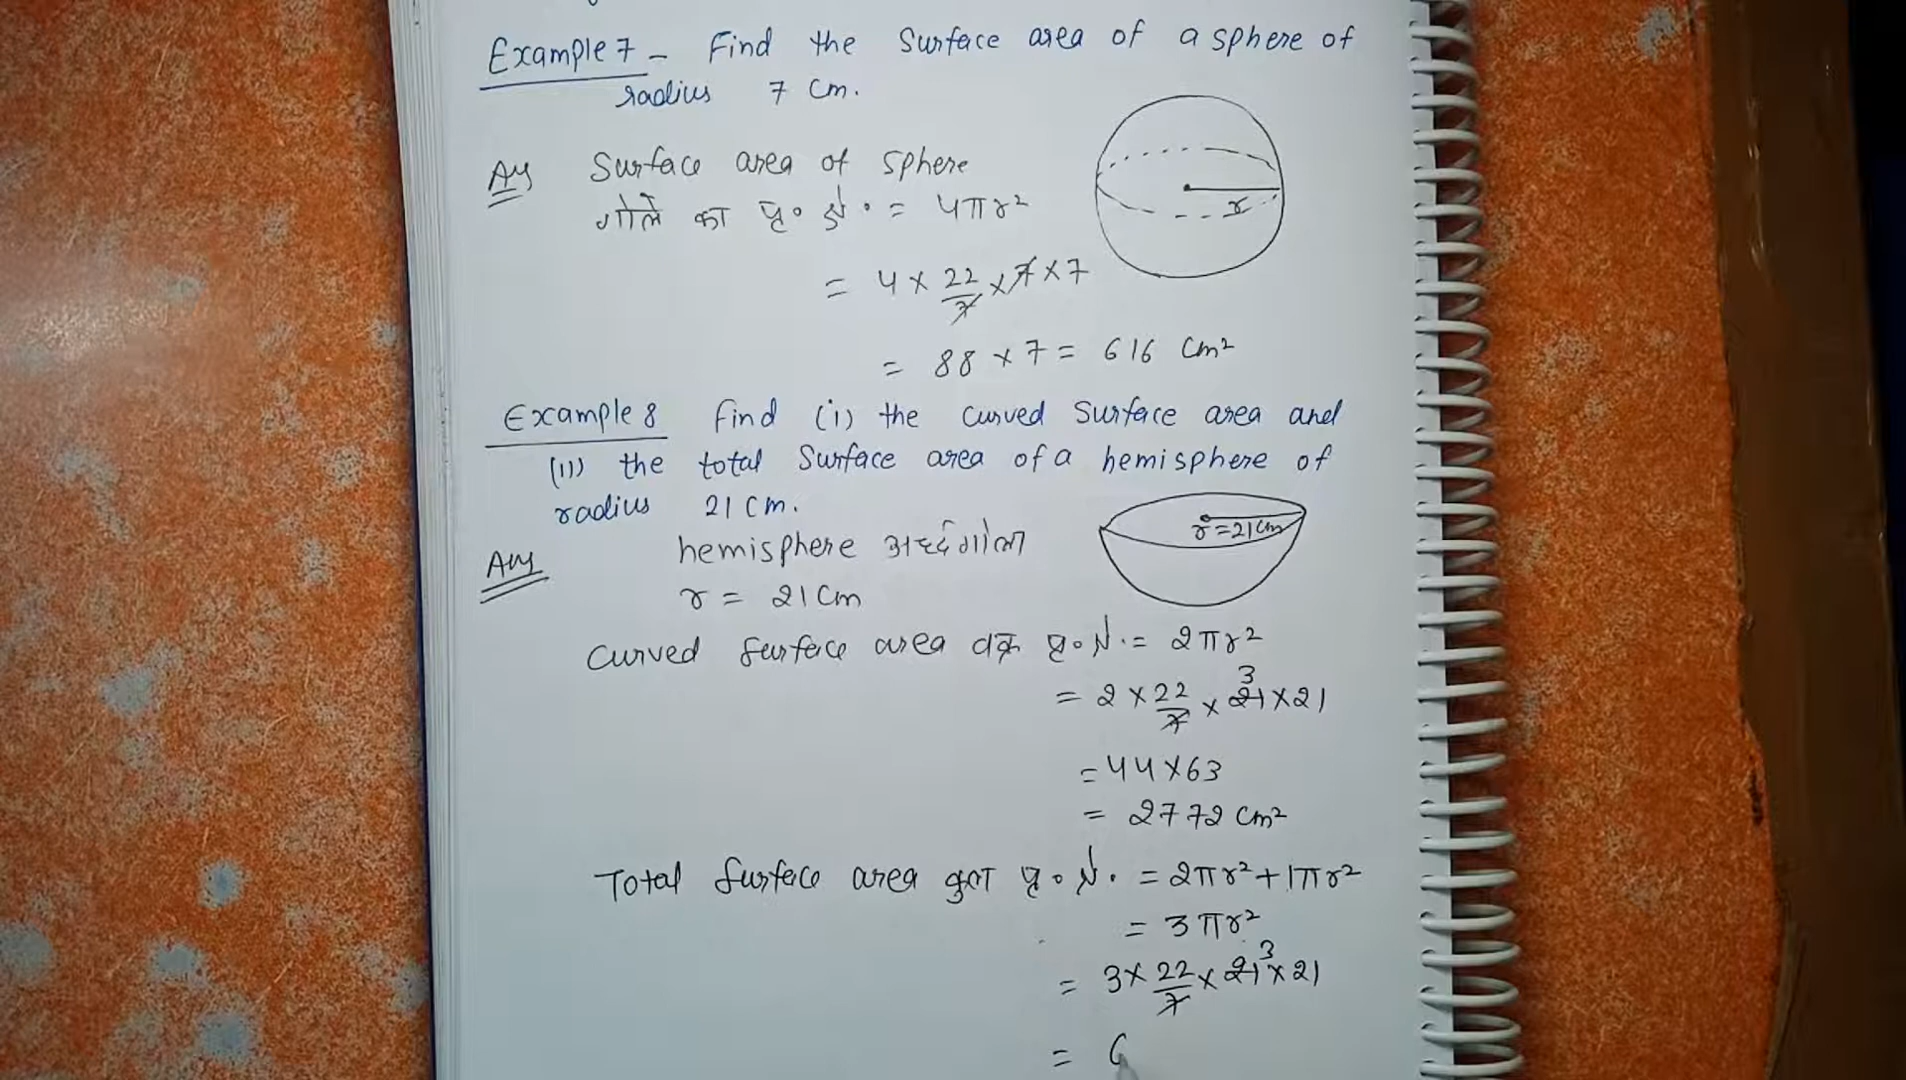 Example 7 - Find the Surface area of a sphere of
radius 7 cm.
Ans Surface area of sphere
गोले का पृ० क्षे० = 4πr²
r
= 4 × 22/7 × 7 × 7
= 88 × 7 = 616 cm²
Example 8 Find (i) the curved surface area and
(ii) the total surface area of a hemisphere of
radius 21 cm.
r = 21 cm
Ans hemisphere अर्द्धगोला
r = 21 cm
Curved Surface area वक्र पृ० क्षे० = 2πr²
= 2 × 22/7 × 21 3 × 21
= 44 × 63
= 2772 cm²
Total Surface area कुल पृ० क्षे० = 2πr² + 1πr²
= 3πr²
= 3 × 22/7 × 21 3 × 21
=